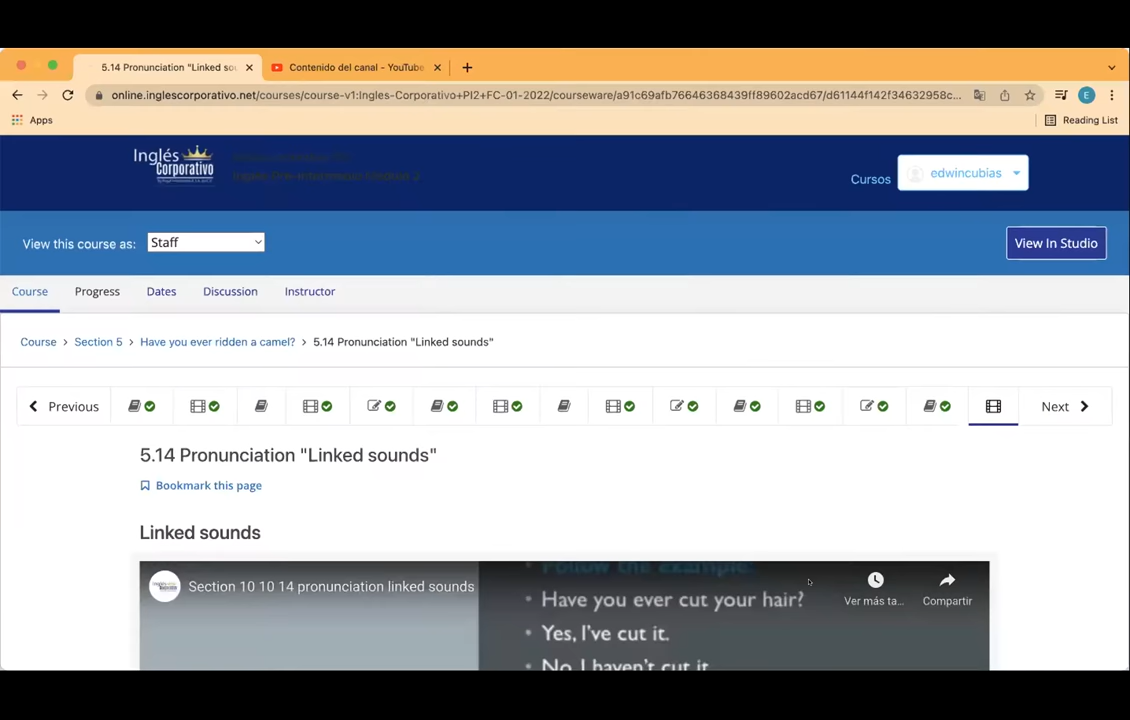 5.14 Pronunciation "Linked sou
Contenido del canal - YouTube
online.inglescorporativo.net/courses/course-v1:Ingles-Corporativo+PI2+FC-01-2022/courseware/a91c69afb76646368439ff89602acd67/d61144f142f34632958c...
E
Apps
Reading List
Inglés Corporativo
Cursos
edwincubias
View this course as:
Staff
View In Studio
Course
Progress
Dates
Discussion
Instructor
Course > Section 5 > Have you ever ridden a camel? > 5.14 Pronunciation "Linked sounds"
Previous
Next
5.14 Pronunciation "Linked sounds"
Bookmark this page
Linked sounds
Section 10 10 14 pronunciation linked sounds
Ver más ta...
Compartir
• Follow the example:
• Have you ever cut your hair?
• Yes, I've cut it.
• No, I haven't cut it